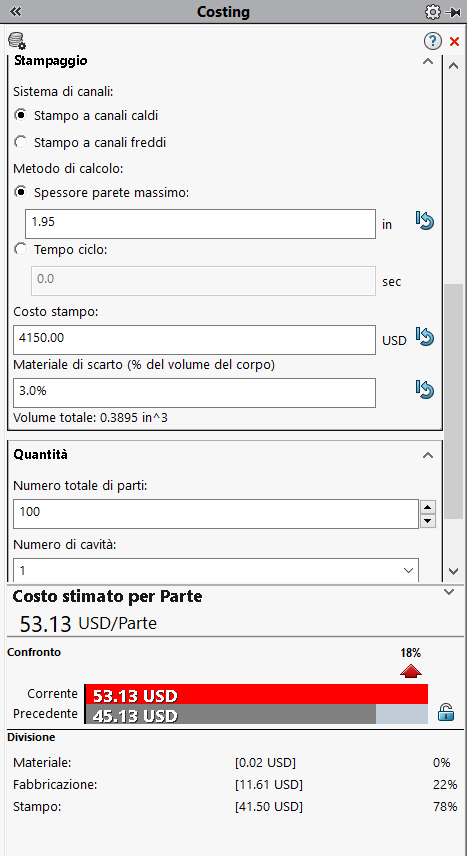 Costing
Stampaggio
Sistema di canali:
Stampo a canali caldi
Stampo a canali freddi
Metodo di calcolo:
Spessore parete massimo:
1.95 in
Tempo ciclo:
0.0 sec
Costo stampo:
4150.00 USD
Materiale di scarto (% del volume del corpo)
3.0%
Volume totale: 0.3895 in^3
Quantità
Numero totale di parti:
100
Numero di cavità:
1
Costo stimato per Parte
53.13 USD/Parte
Confronto 18%
Corrente 53.13 USD
Precedente 45.13 USD
Divisione
Materiale: [0.02 USD] 0%
Fabbricazione: [11.61 USD] 22%
Stampo: [41.50 USD] 78%